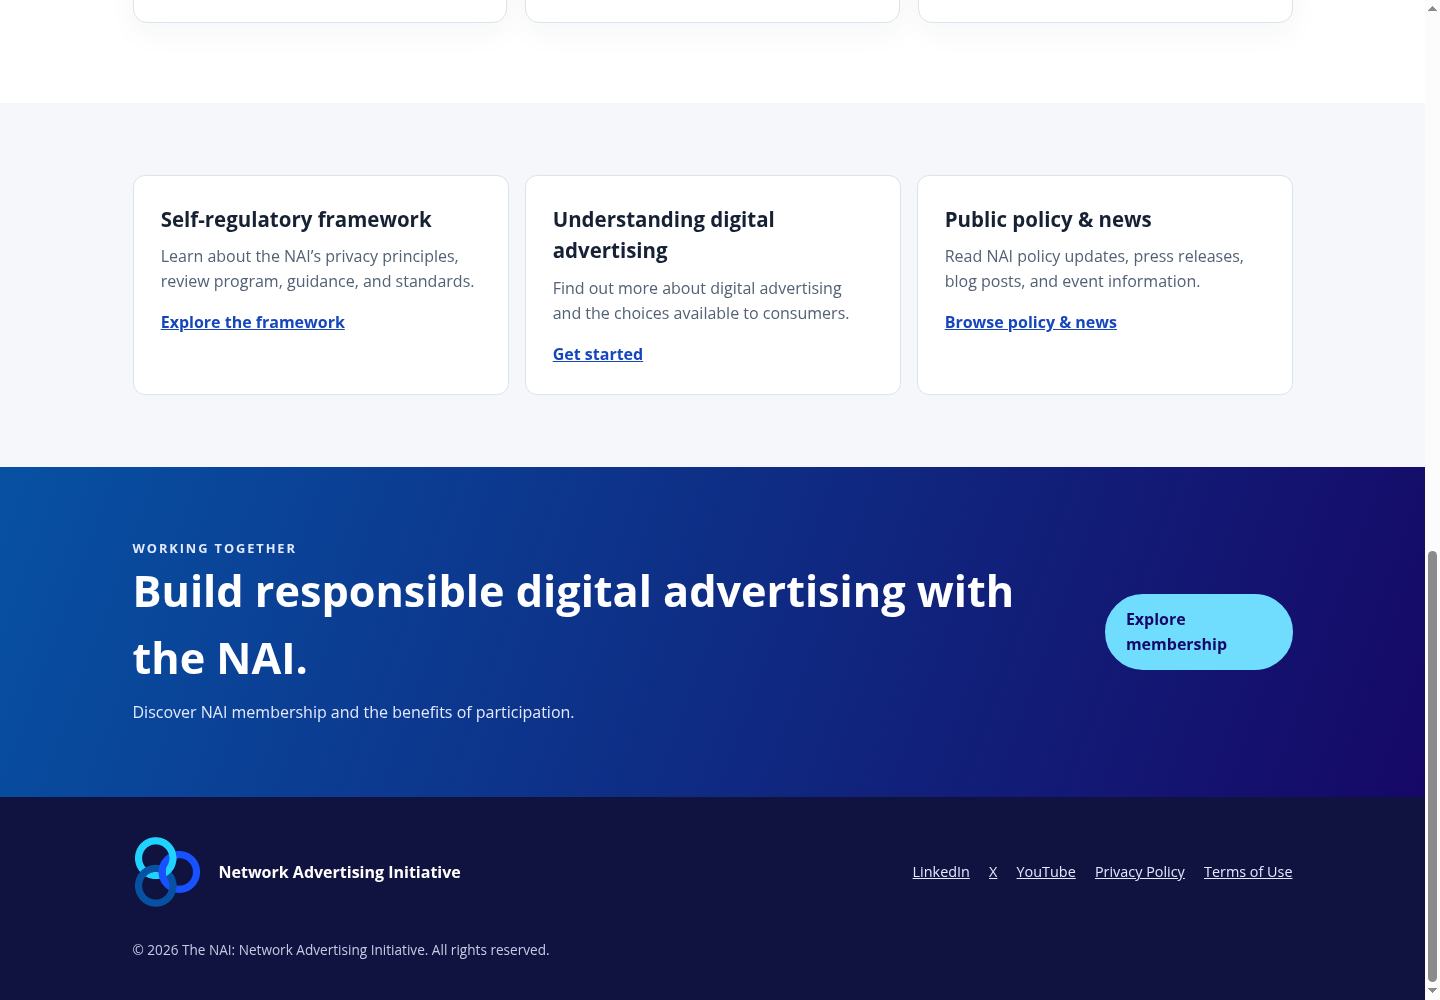 Self-regulatory framework
Learn about the NAI’s privacy principles,
review program, guidance, and standards.
Explore the framework
Understanding digital
advertising
Find out more about digital advertising
and the choices available to consumers.
Get started
Public policy & news
Read NAI policy updates, press releases,
blog posts, and event information.
Browse policy & news
WORKING TOGETHER
Build responsible digital advertising with
the NAI.
Discover NAI membership and the benefits of participation.
Explore
membership
Network Advertising Initiative
LinkedIn X YouTube Privacy Policy Terms of Use
© 2026 The NAI: Network Advertising Initiative. All rights reserved.